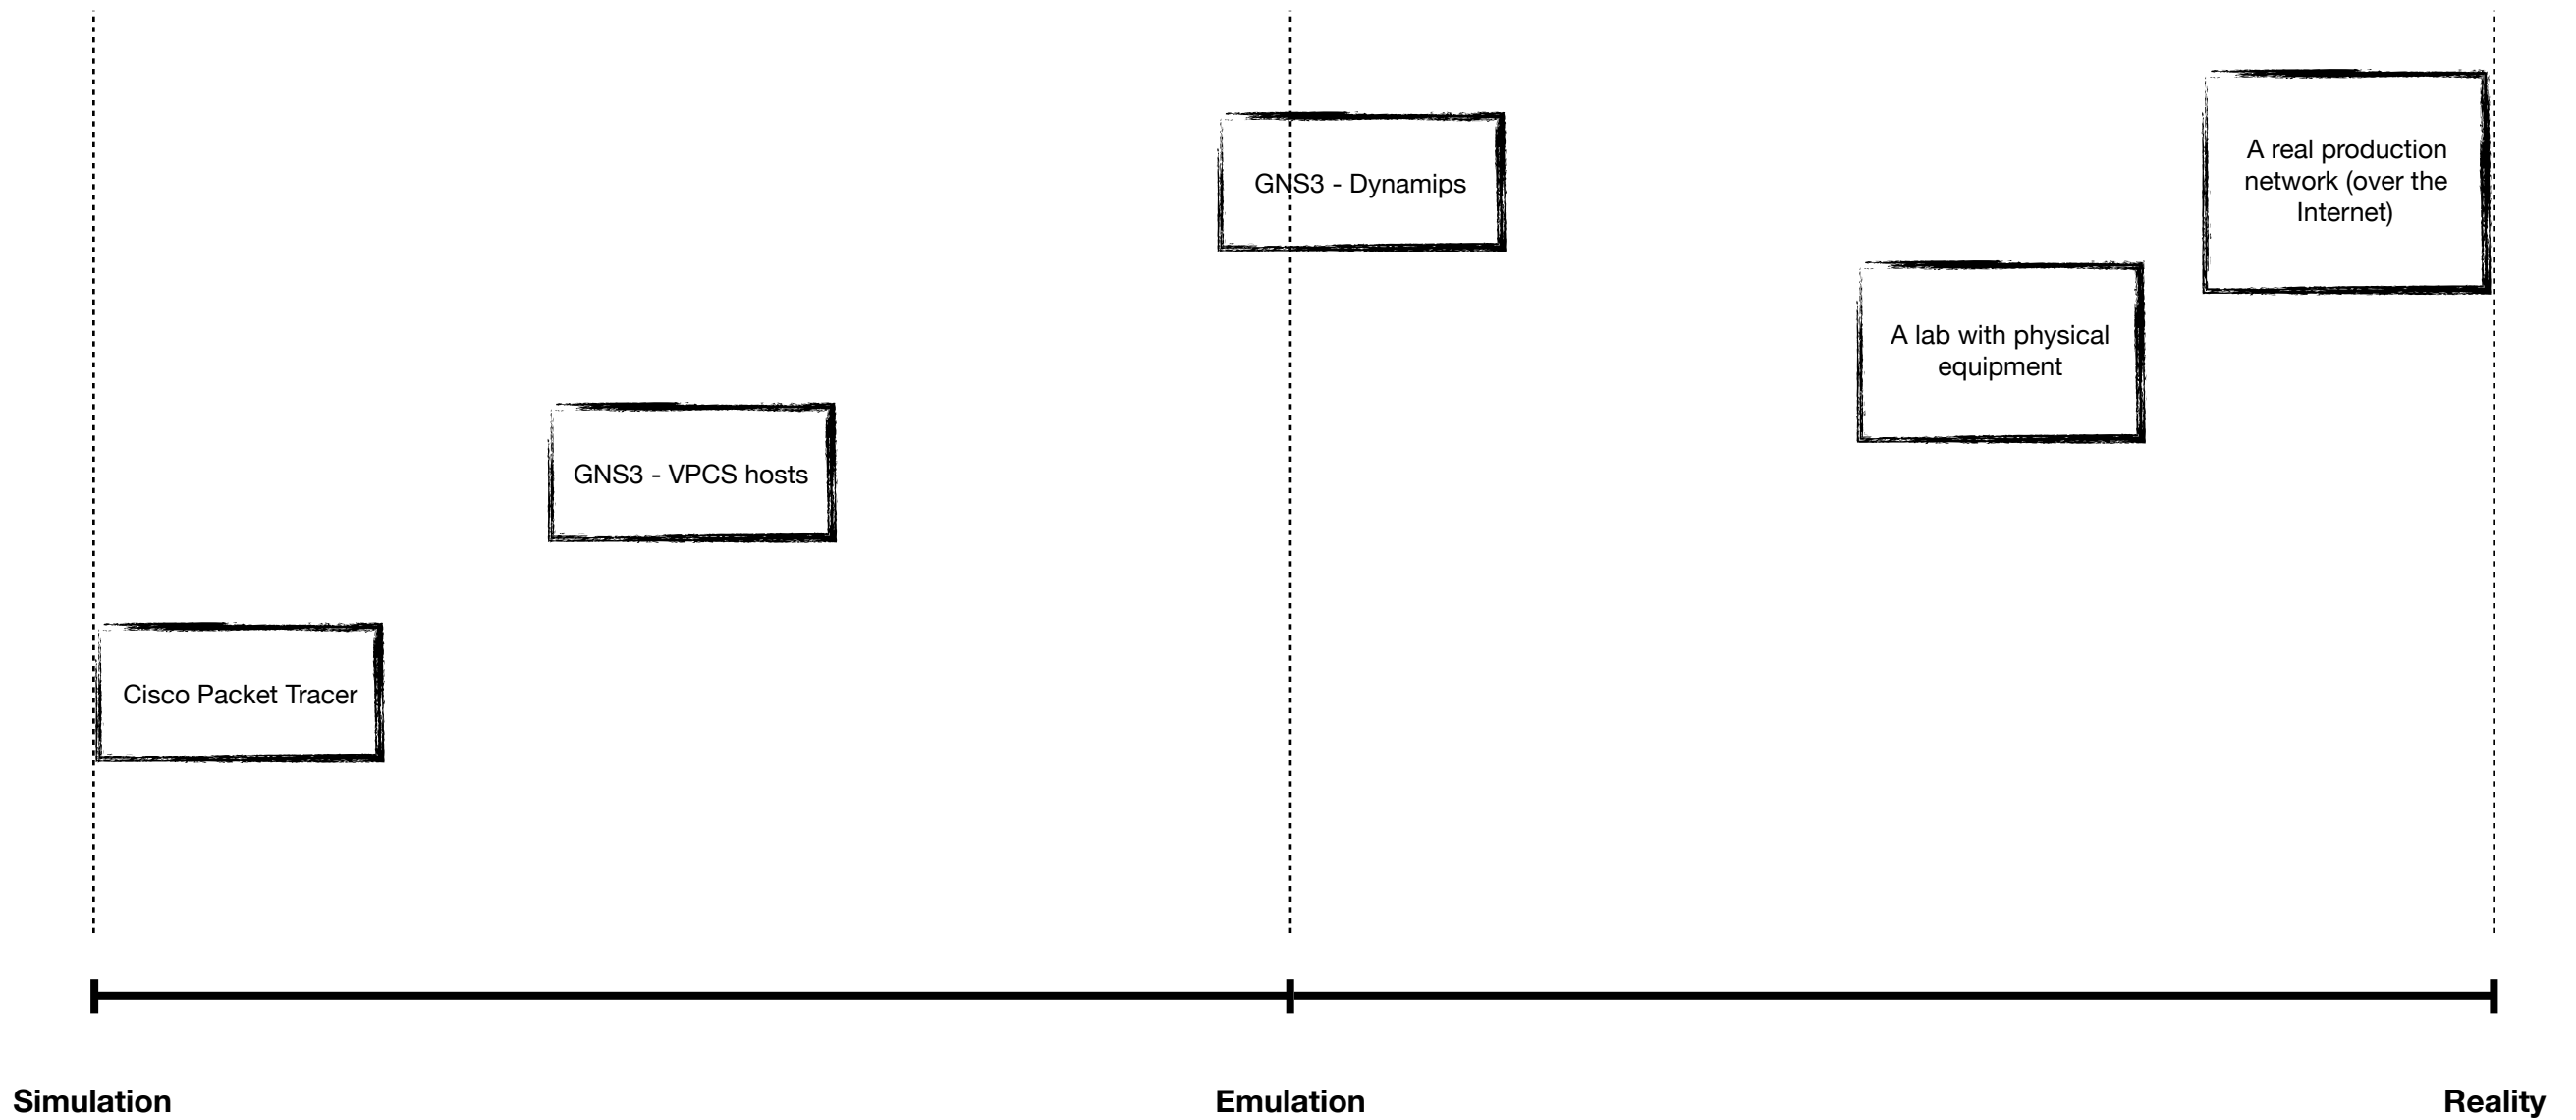 A real production
network (over the
Internet)
GNS3 - Dynamips
A lab with physical
equipment
GNS3 - VPCS hosts
Cisco Packet Tracer
Simulation
Emulation
Reality